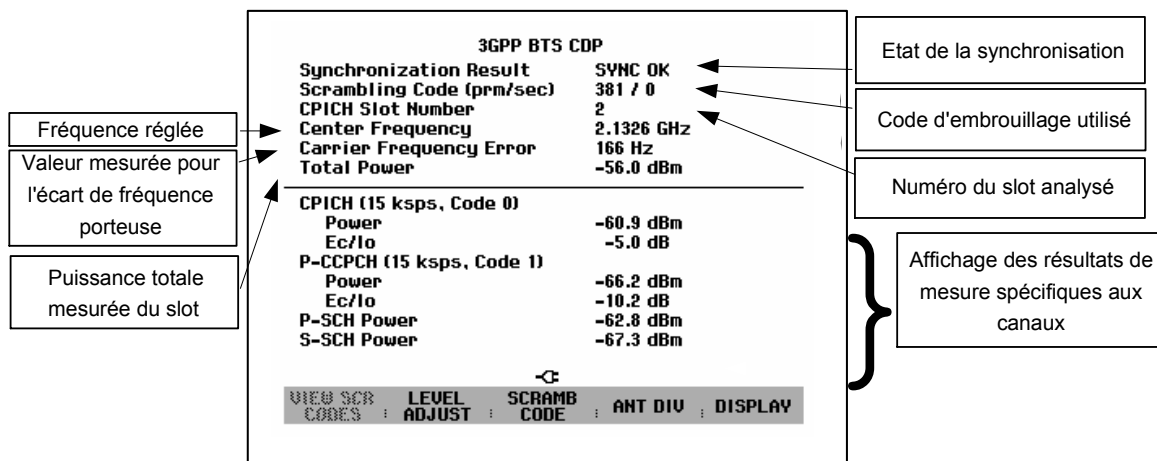 3GPP BTS CDP
Synchronization Result SYNC OK
Scrambling Code (prm/sec) 381 / 0
CPICH Slot Number 2
Center Frequency 2.1326 GHz
Carrier Frequency Error 166 Hz
Total Power -56.0 dBm
CPICH (15 ksps, Code 0)
Power -60.9 dBm
Ec/Io -5.0 dB
P-CCPCH (15 ksps, Code 1)
Power -66.2 dBm
Ec/Io -10.2 dB
P-SCH Power -62.8 dBm
S-SCH Power -67.3 dBm
VIEW SCR CODES
LEVEL ADJUST
SCRAMB CODE
ANT DIV
DISPLAY
Fréquence réglée
Valeur mesurée pour
l'écart de fréquence
porteuse
Puissance totale
mesurée du slot
Etat de la synchronisation
Code d'embrouillage utilisé
Numéro du slot analysé
Affichage des résultats de
mesure spécifiques aux
canaux